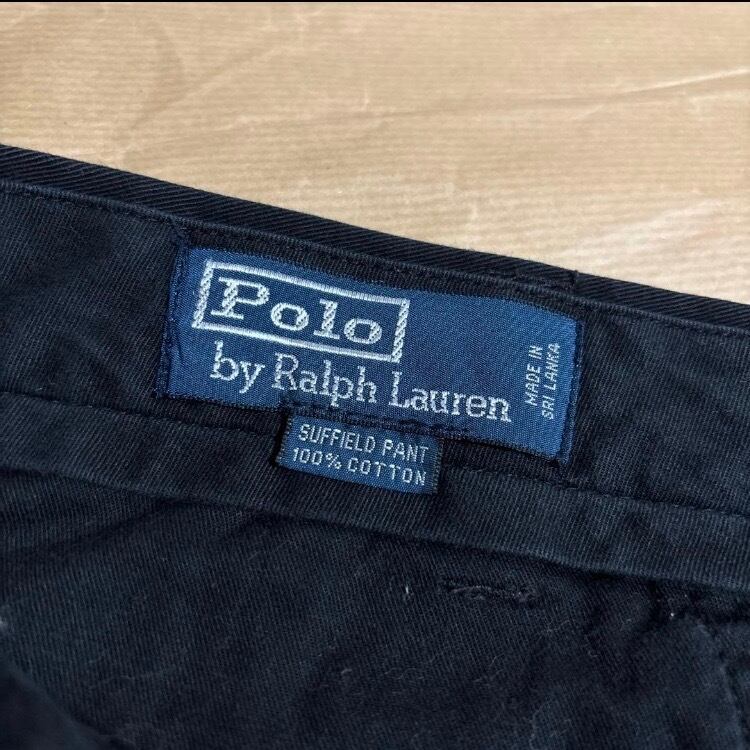 Polo
by Ralph Lauren
MADE IN
SRI LANKA
SUFFIELD PANT
100% COTTON